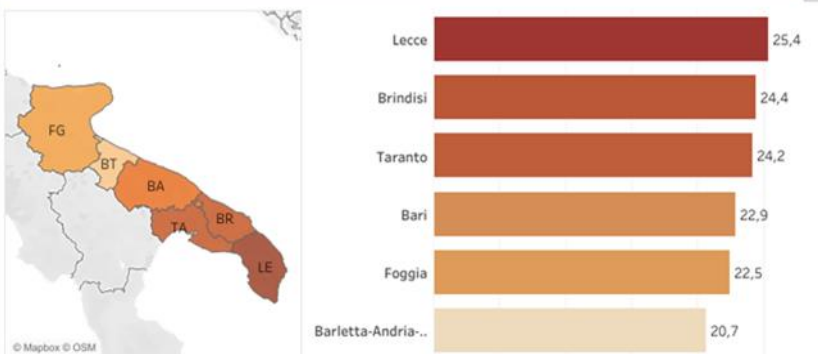 FG
BT
BA
TA
BR
LE
© Mapbox © OSM
Lecce 25,4
Brindisi 24,4
Taranto 24,2
Bari 22,9
Foggia 22,5
Barletta-Andria-.. 20,7